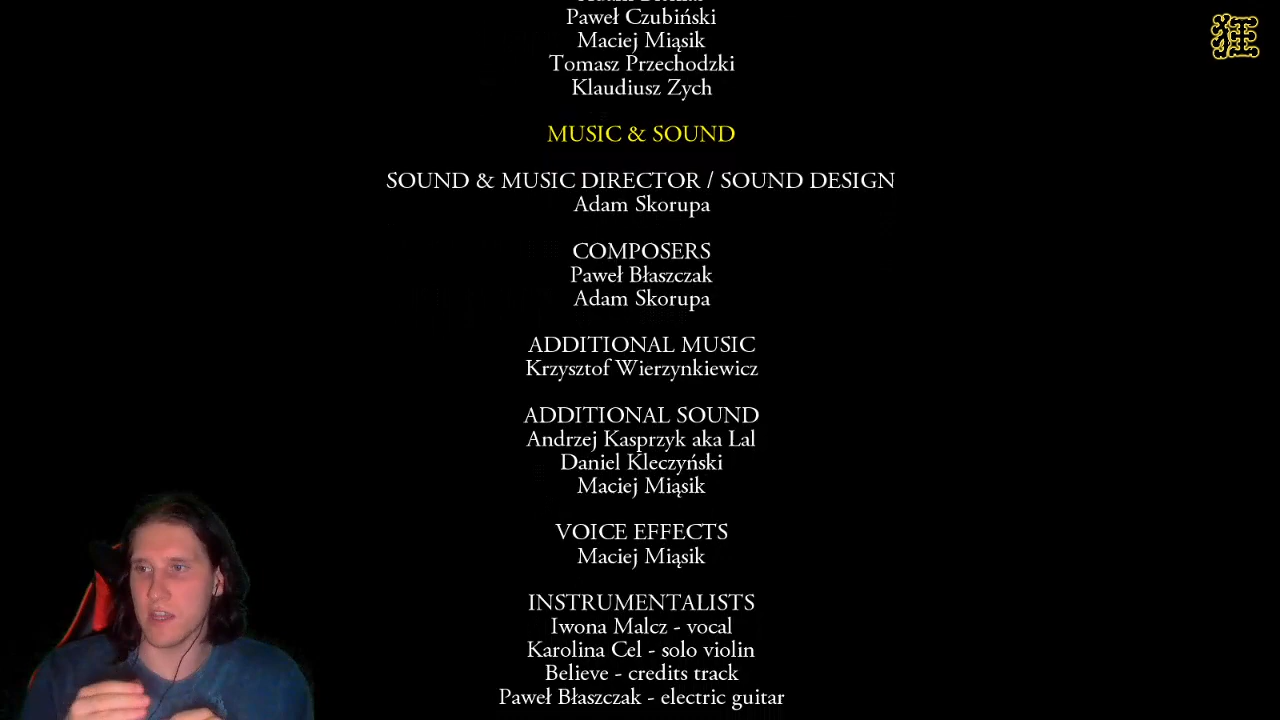 Paweł Czubiński
Maciej Miąsik
Tomasz Przechodzki
Klaudiusz Zych
狂
MUSIC & SOUND
SOUND & MUSIC DIRECTOR / SOUND DESIGN
Adam Skorupa
COMPOSERS
Paweł Błaszczak
Adam Skorupa
ADDITIONAL MUSIC
Krzysztof Wierzynkiewicz
ADDITIONAL SOUND
Andrzej Kasprzyk aka Lal
Daniel Kleczyński
Maciej Miąsik
VOICE EFFECTS
Maciej Miąsik
INSTRUMENTALISTS
Iwona Malcz - vocal
Karolina Cel - solo violin
Believe - credits track
Paweł Błaszczak - electric guitar